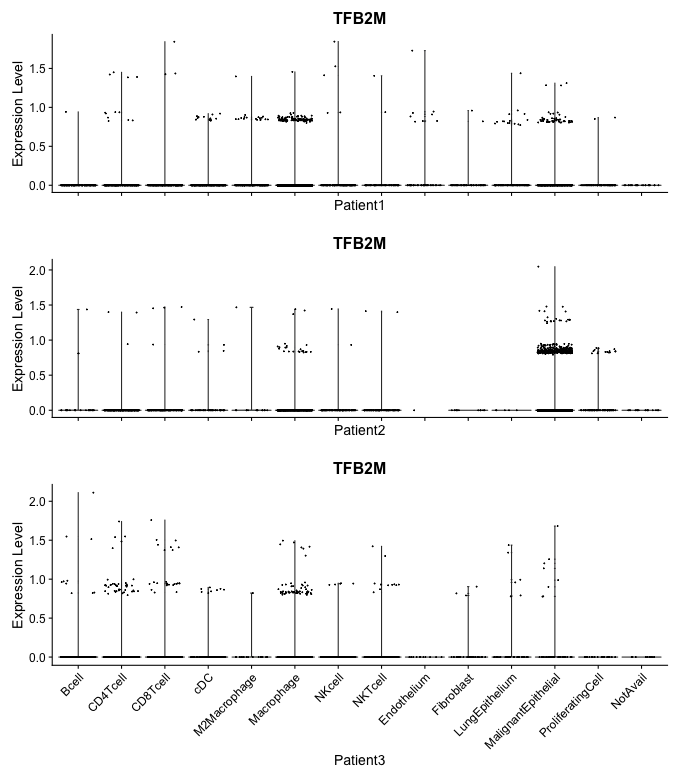 TFB2M
Expression Level
1.5
1.0
0.5
0.0
Patient1
TFB2M
Expression Level
2.0
1.5
1.0
0.5
0.0
Patient2
TFB2M
Expression Level
2.0
1.5
1.0
0.5
0.0
Bcell
CD4Tcell
CD8Tcell
cDC
M2Macrophage
Macrophage
NKcell
NKTcell
Endothelium
Fibroblast
LungEpithelium
MalignantEpithelial
ProliferatingCell
NotAvail
Patient3